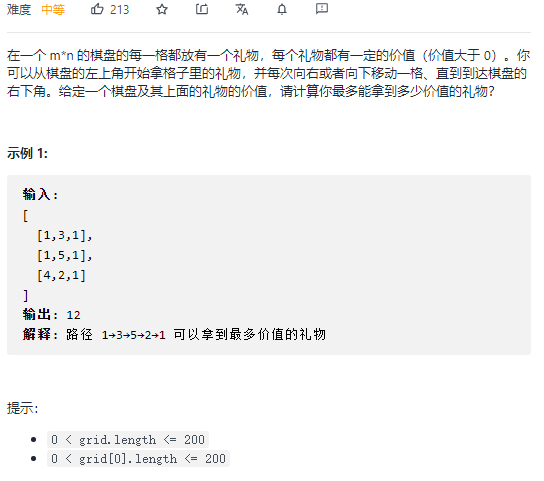 难度 中等 213
在一个 m*n 的棋盘的每一格都放有一个礼物，每个礼物都有一定的价值（价值大于 0）。你
可以从棋盘的左上角开始拿格子里的礼物，并每次向右或者向下移动一格、直到到达棋盘的
右下角。给定一个棋盘及其上面的礼物的价值，请计算你最多能拿到多少价值的礼物？
示例 1:
输入:
[
[1,3,1],
[1,5,1],
[4,2,1]
]
输出: 12
解释: 路径 1→3→5→2→1 可以拿到最多价值的礼物
提示：
• 0 < grid.length <= 200
• 0 < grid[0].length <= 200